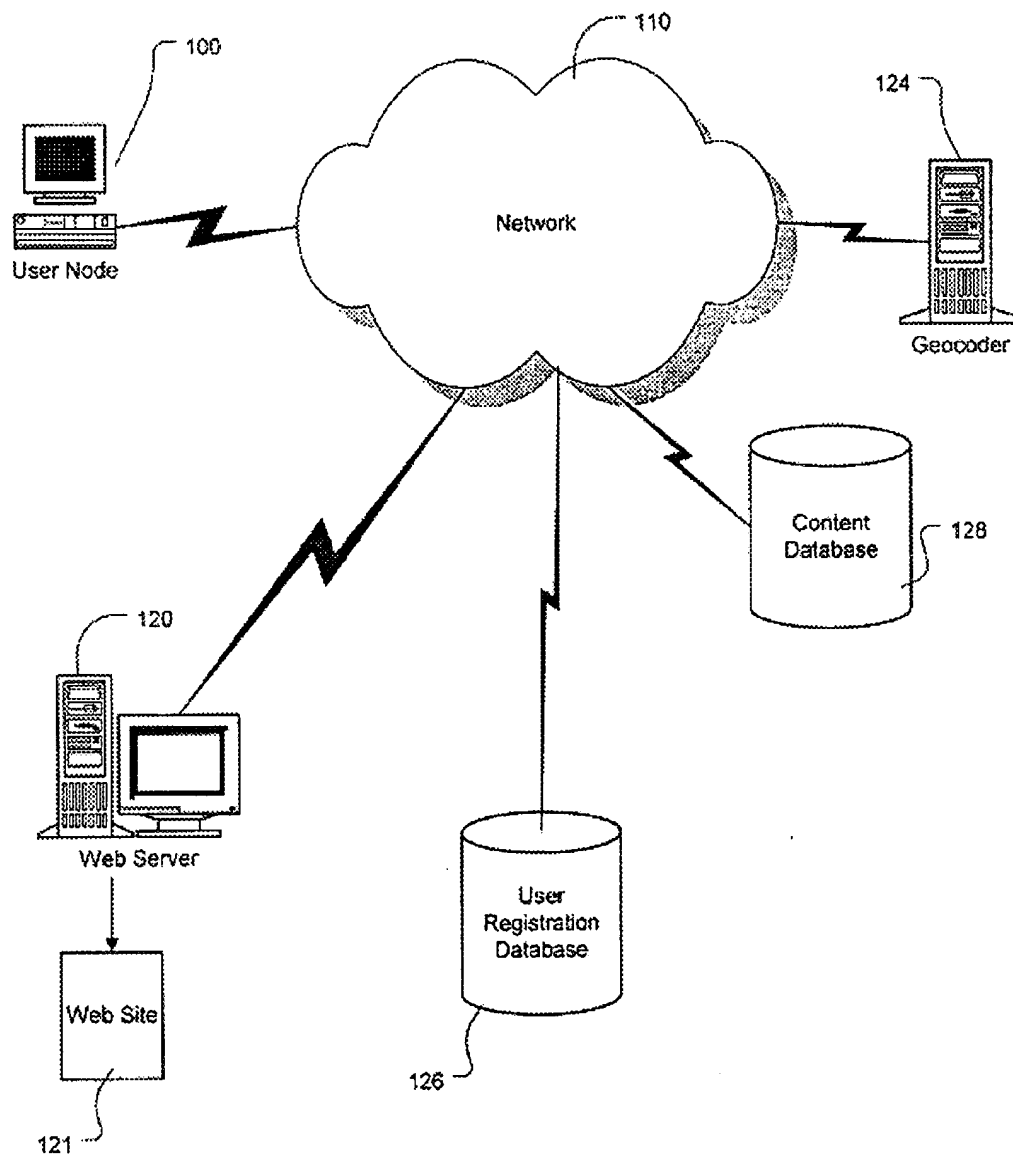 100
110
124
Network
User Node
Geocoder
Content
Database
128
120
Web Server
User
Registration
Database
Web Site
126
121